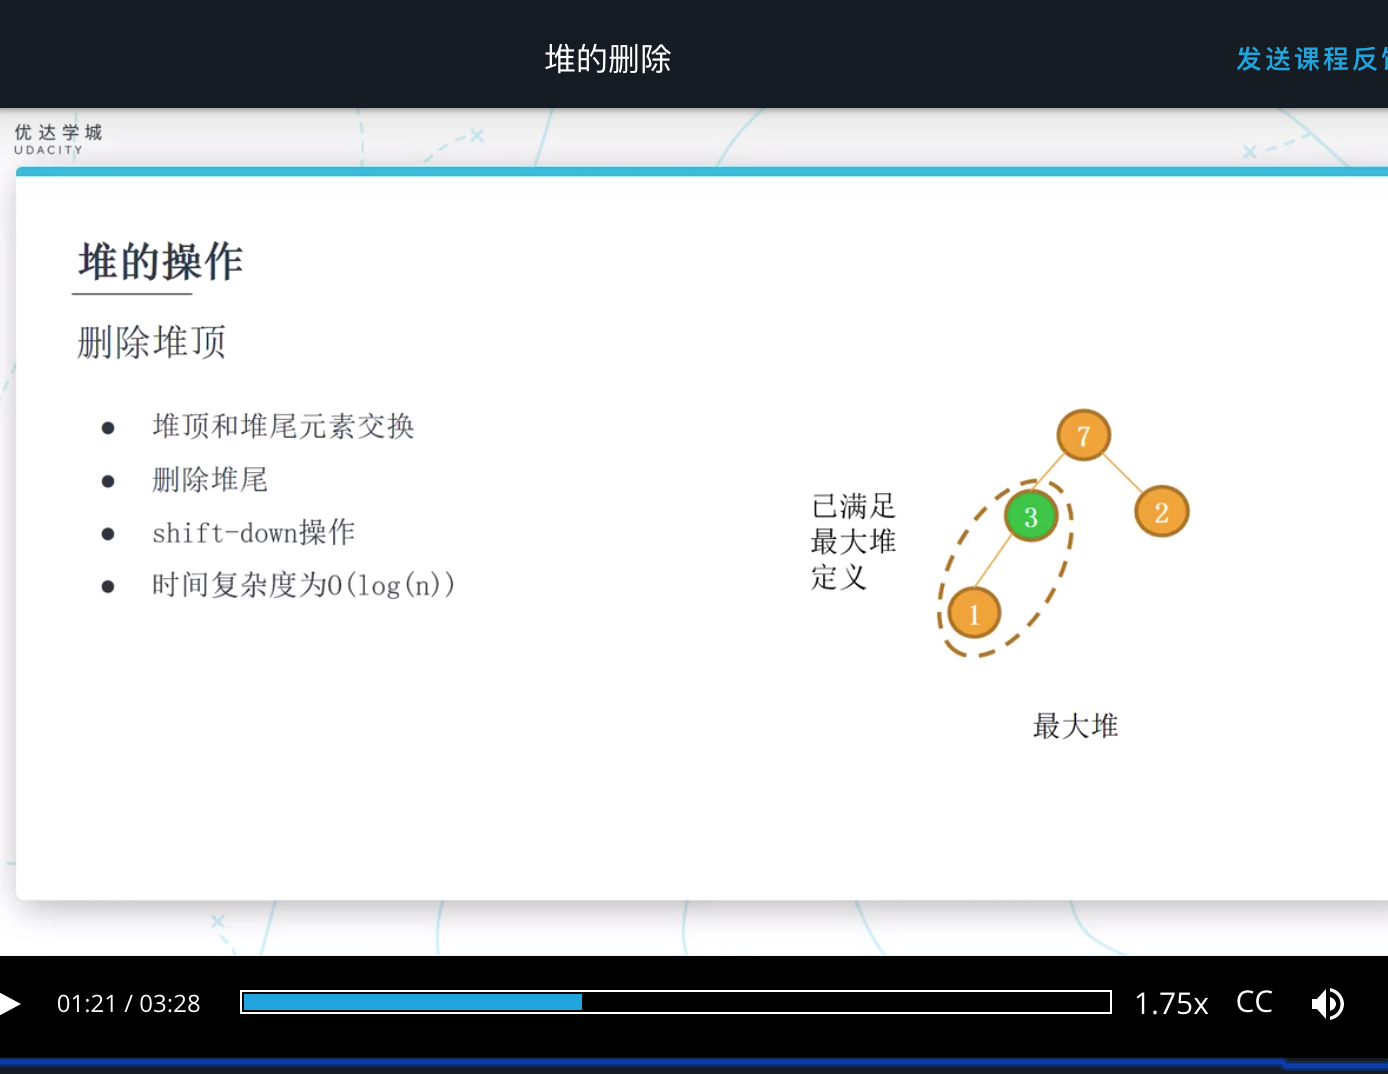 堆的删除
发送课程反
优达学城
UDACITY
堆的操作
删除堆顶
● 堆顶和堆尾元素交换
● 删除堆尾
● shift-down操作
● 时间复杂度为O(log(n))
7
3
2
1
已满足
最大堆
定义
最大堆
01:21 / 03:28
1.75x
CC